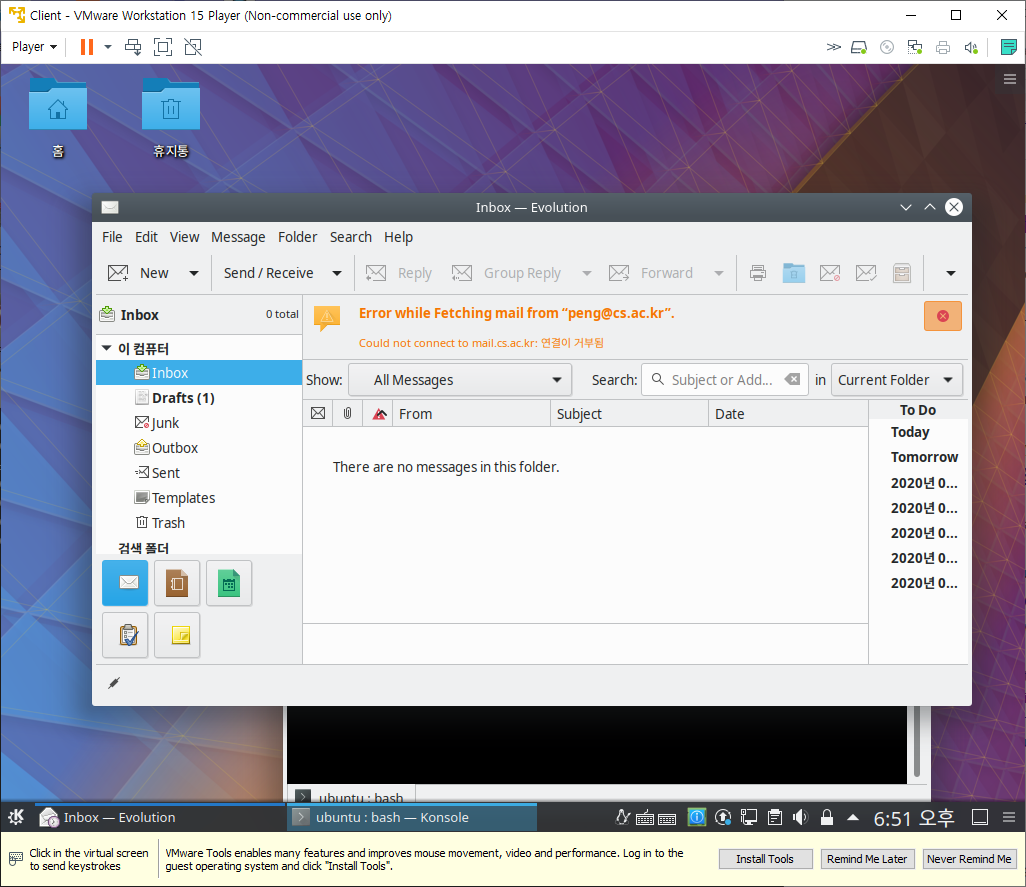 Client - VMware Workstation 15 Player (Non-commercial use only)
Player
홈
휴지통
Inbox — Evolution
File Edit View Message Folder Search Help
New Send / Receive Reply Group Reply Forward
Inbox 0 total
Error while Fetching mail from “peng@cs.ac.kr”.
Could not connect to mail.cs.ac.kr: 연결이 거부됨
이 컴퓨터
Inbox
Drafts (1)
Junk
Outbox
Sent
Templates
Trash
검색 폴더
Show: All Messages Search: Subject or Add... in Current Folder
From Subject Date
There are no messages in this folder.
To Do
Today
Tomorrow
2020년 0...
2020년 0...
2020년 0...
2020년 0...
2020년 0...
ubuntu : bash
Inbox — Evolution
ubuntu : bash — Konsole
6:51 오후
Click in the virtual screen
to send keystrokes
VMware Tools enables many features and improves mouse movement, video and performance. Log in to the
guest operating system and click "Install Tools".
Install Tools
Remind Me Later
Never Remind Me